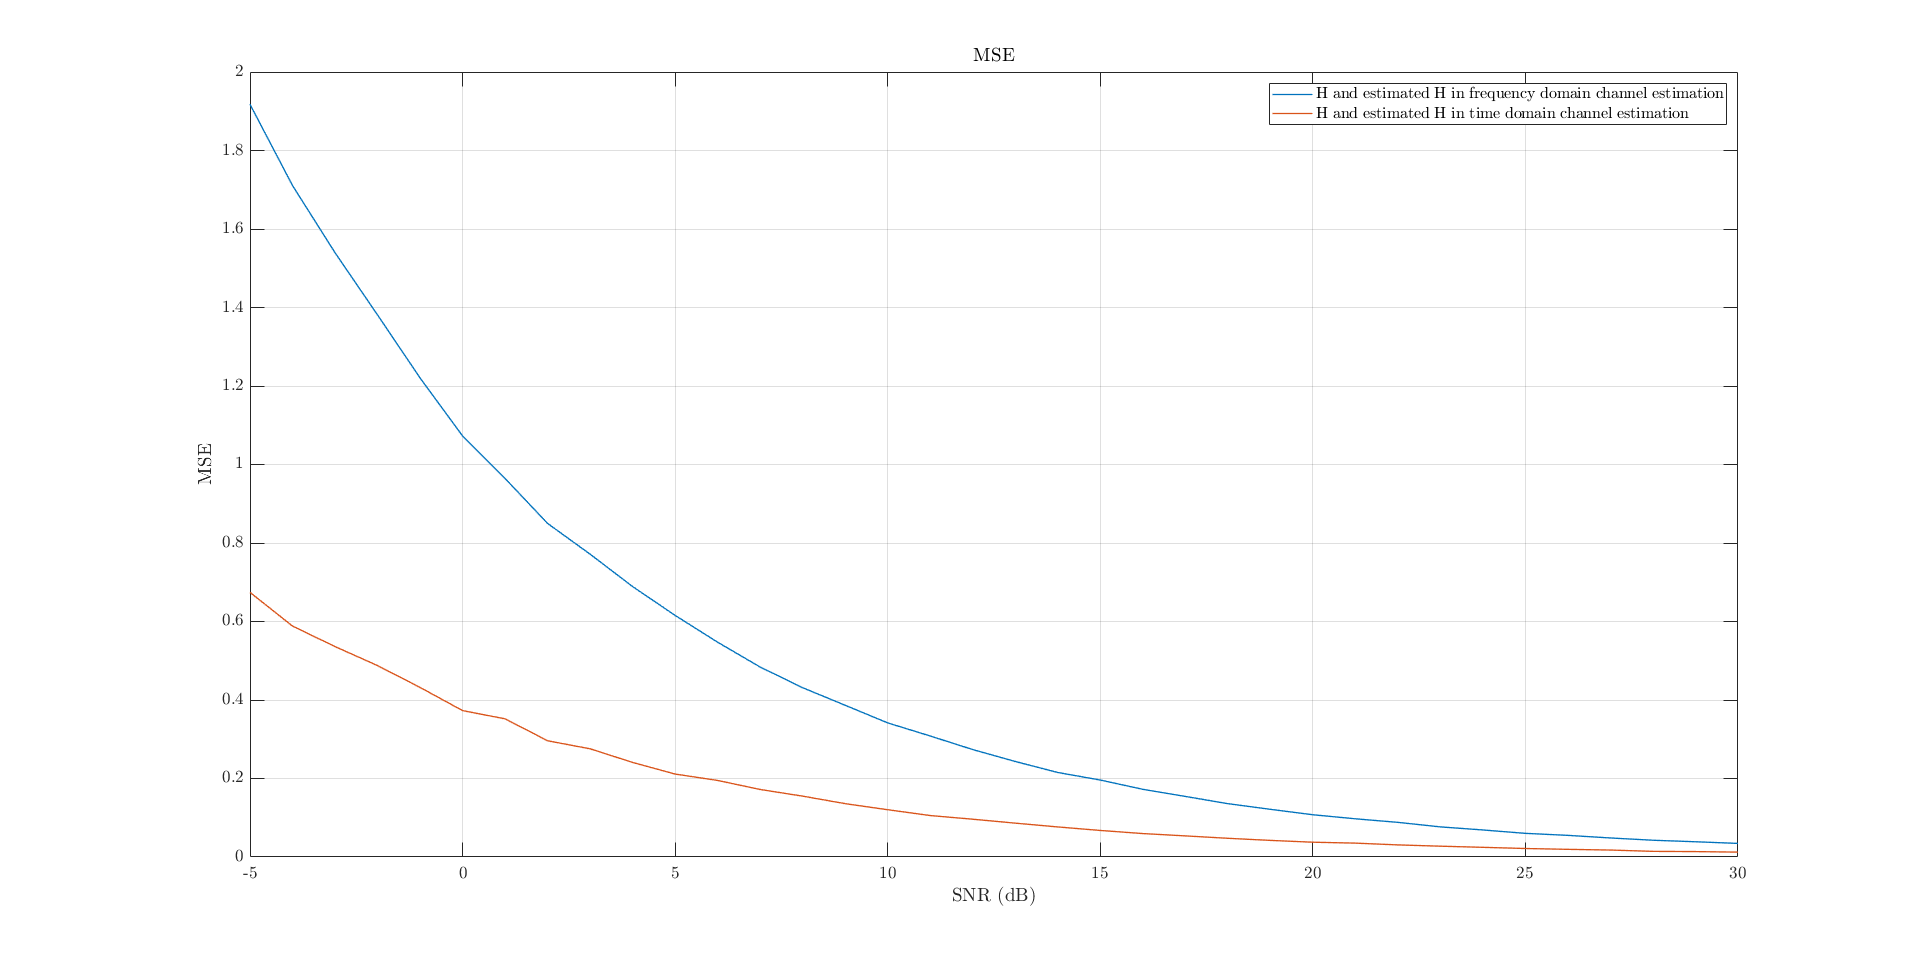 MSE
H and estimated H in frequency domain channel estimation
H and estimated H in time domain channel estimation
2
1.8
1.6
1.4
1.2
1
0.8
0.6
0.4
0.2
0
MSE
-5 0 5 10 15 20 25 30
SNR (dB)